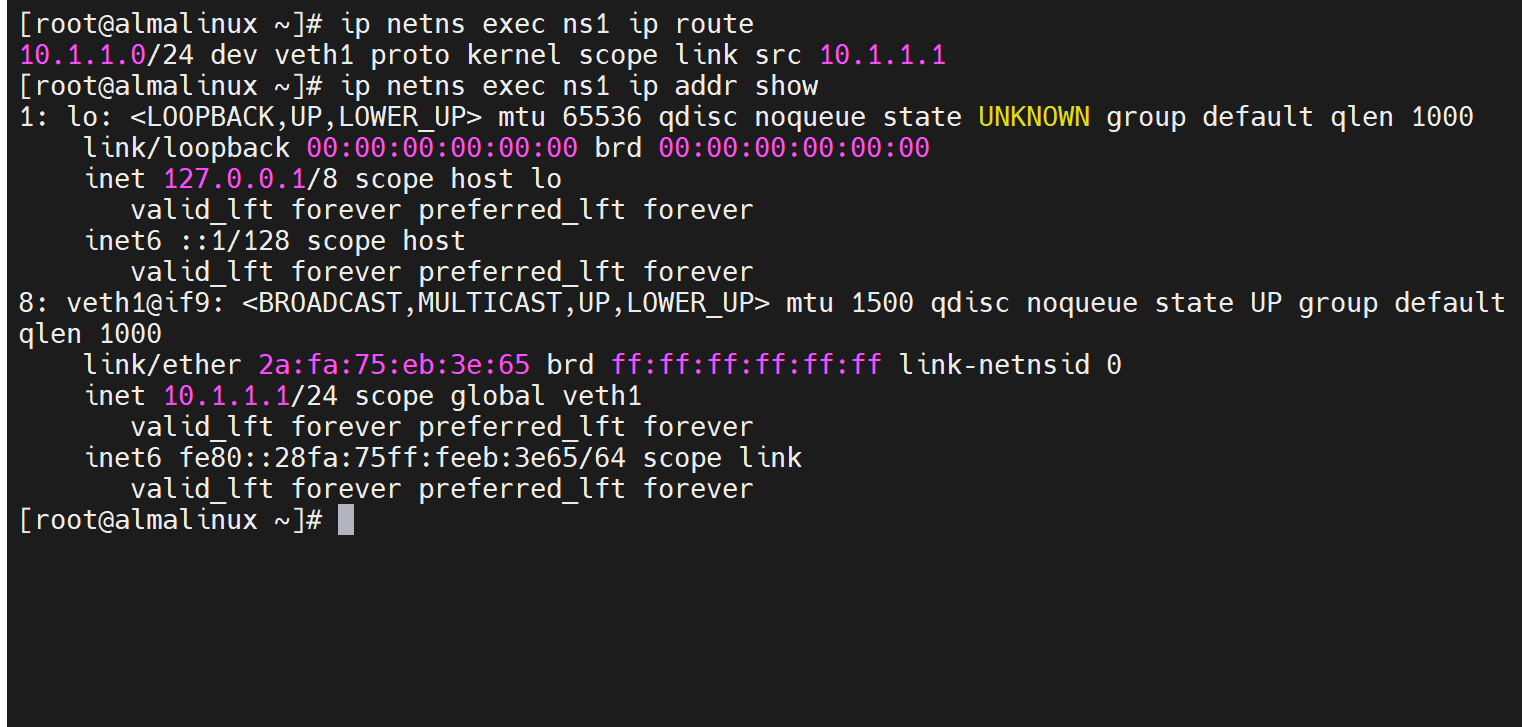 [root@almalinux ~]# ip netns exec ns1 ip route
10.1.1.0/24 dev veth1 proto kernel scope link src 10.1.1.1
[root@almalinux ~]# ip netns exec ns1 ip addr show
1: lo: <LOOPBACK,UP,LOWER_UP> mtu 65536 qdisc noqueue state UNKNOWN group default qlen 1000
    link/loopback 00:00:00:00:00:00 brd 00:00:00:00:00:00
    inet 127.0.0.1/8 scope host lo
       valid_lft forever preferred_lft forever
    inet6 ::1/128 scope host
       valid_lft forever preferred_lft forever
8: veth1@if9: <BROADCAST,MULTICAST,UP,LOWER_UP> mtu 1500 qdisc noqueue state UP group default
qlen 1000
    link/ether 2a:fa:75:eb:3e:65 brd ff:ff:ff:ff:ff:ff link-netnsid 0
    inet 10.1.1.1/24 scope global veth1
       valid_lft forever preferred_lft forever
    inet6 fe80::28fa:75ff:feeb:3e65/64 scope link
       valid_lft forever preferred_lft forever
[root@almalinux ~]#